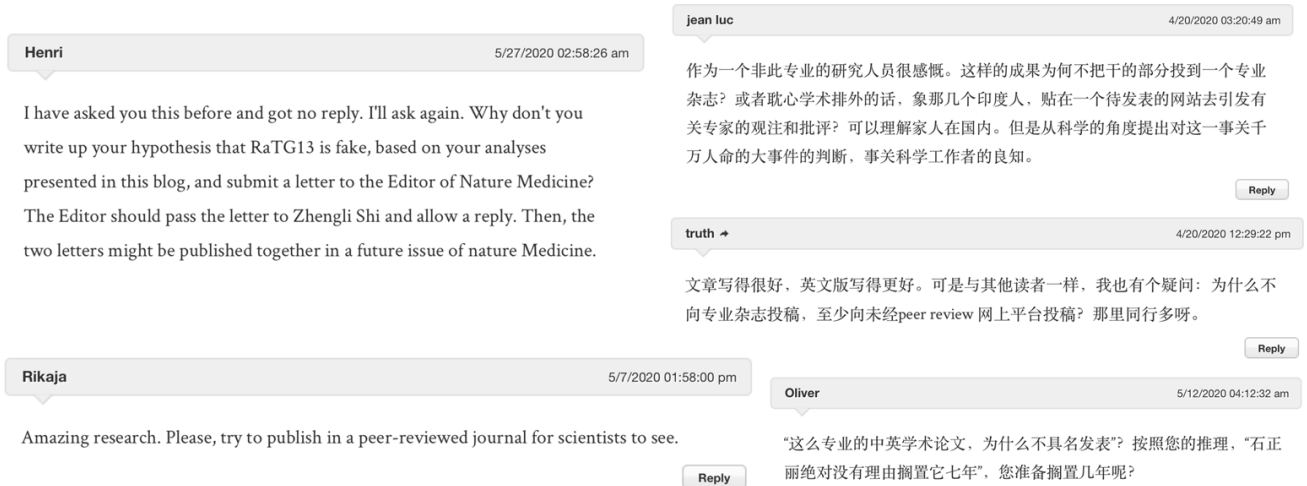 Henri
5/27/2020 02:58:26 am
I have asked you this before and got no reply. I'll ask again. Why don't you
write up your hypothesis that RaTG13 is fake, based on your analyses
presented in this blog, and submit a letter to the Editor of Nature Medicine?
The Editor should pass the letter to Zhengli Shi and allow a reply. Then, the
two letters might be published together in a future issue of nature Medicine.
Rikaja
5/7/2020 01:58:00 pm
Amazing research. Please, try to publish in a peer-reviewed journal for scientists to see.
Reply
jean luc
4/20/2020 03:20:49 am
作为一个非此专业的研究人员很感慨。这样的成果为何不把干的部分投到一个专业
杂志？或者耽心学术排外的话，象那几个印度人，贴在一个待发表的网站去引发有
关专家的观注和批评？可以理解家人在国内。但是从科学的角度提出对这一事关千
万人命的大事件的判断，事关科学工作者的良知。
Reply
truth
4/20/2020 12:29:22 pm
文章写得很好，英文版写得更好。可是与其他读者一样，我也有个疑问：为什么不
向专业杂志投稿，至少向未经peer review 网上平台投稿？那里同行多呀。
Reply
Oliver
5/12/2020 04:12:32 am
“这么专业的中英学术论文，为什么不具名发表”？按照您的推理，“石正
丽绝对没有理由搁置它七年”，您准备搁置几年呢？